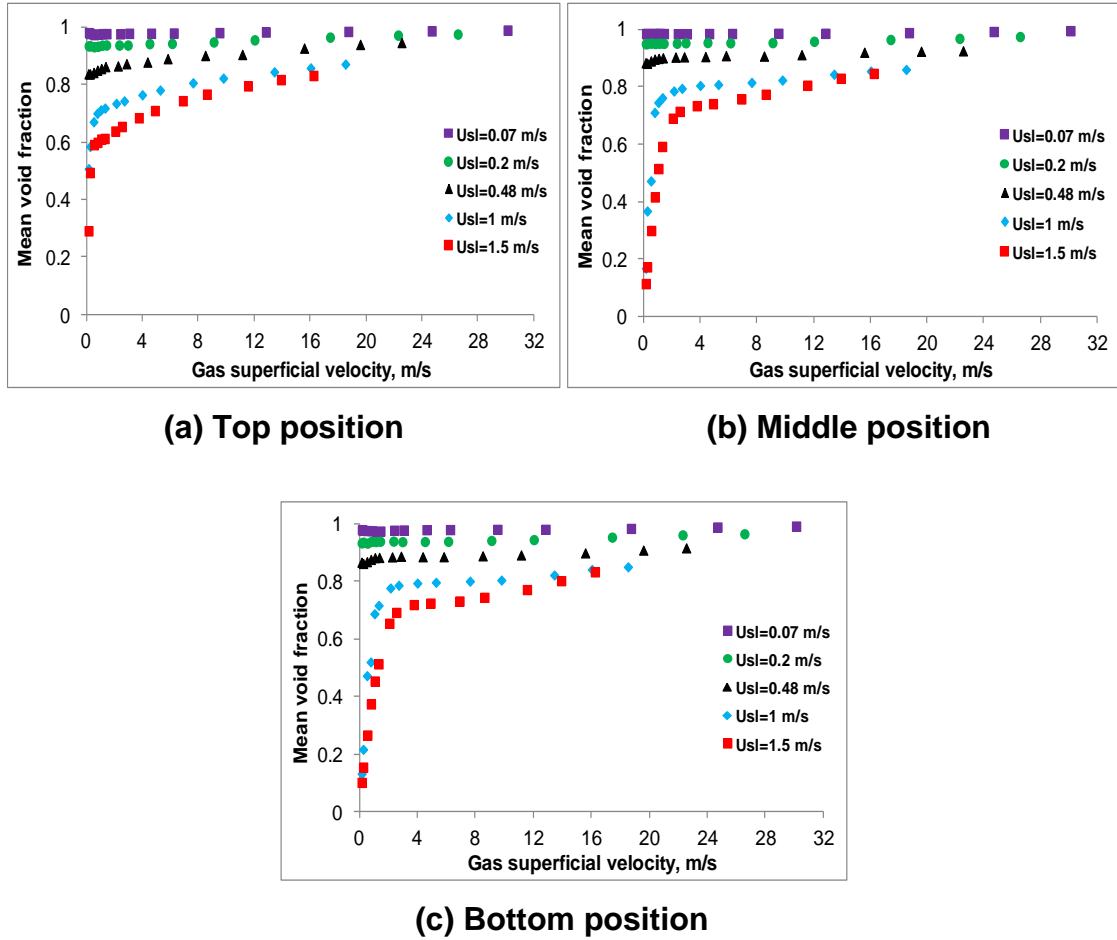 1
0.8
0.6
0.4
0.2
0
Mean void fraction
0 4 8 12 16 20 24 28 32
Gas superficial velocity, m/s
Usl=0.07 m/s
Usl=0.2 m/s
Usl=0.48 m/s
Usl=1 m/s
Usl=1.5 m/s
(a) Top position
1
0.8
0.6
0.4
0.2
0
Mean void fraction
0 4 8 12 16 20 24 28 32
Gas superficial velocity, m/s
Usl=0.07 m/s
Usl=0.2 m/s
Usl=0.48 m/s
Usl=1 m/s
Usl=1.5 m/s
(b) Middle position
1
0.8
0.6
0.4
0.2
0
Mean void fraction
0 4 8 12 16 20 24 28 32
Gas superficial velocity, m/s
Usl=0.07 m/s
Usl=0.2 m/s
Usl=0.48 m/s
Usl=1 m/s
Usl=1.5 m/s
(c) Bottom position